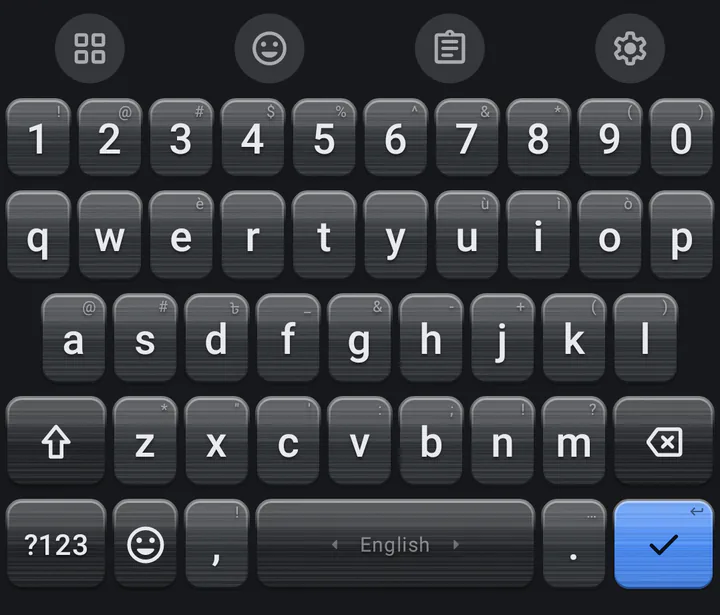 ! @ # $ % ^ & * ( )
1 2 3 4 5 6 7 8 9 0
è ù ì ò
q w e r t y u i o p
@ # ъ _ & - + ( )
a s d f g h j k l
* " ' : ; ! ?
z x c v b n m
! … ↵
?123 , English .